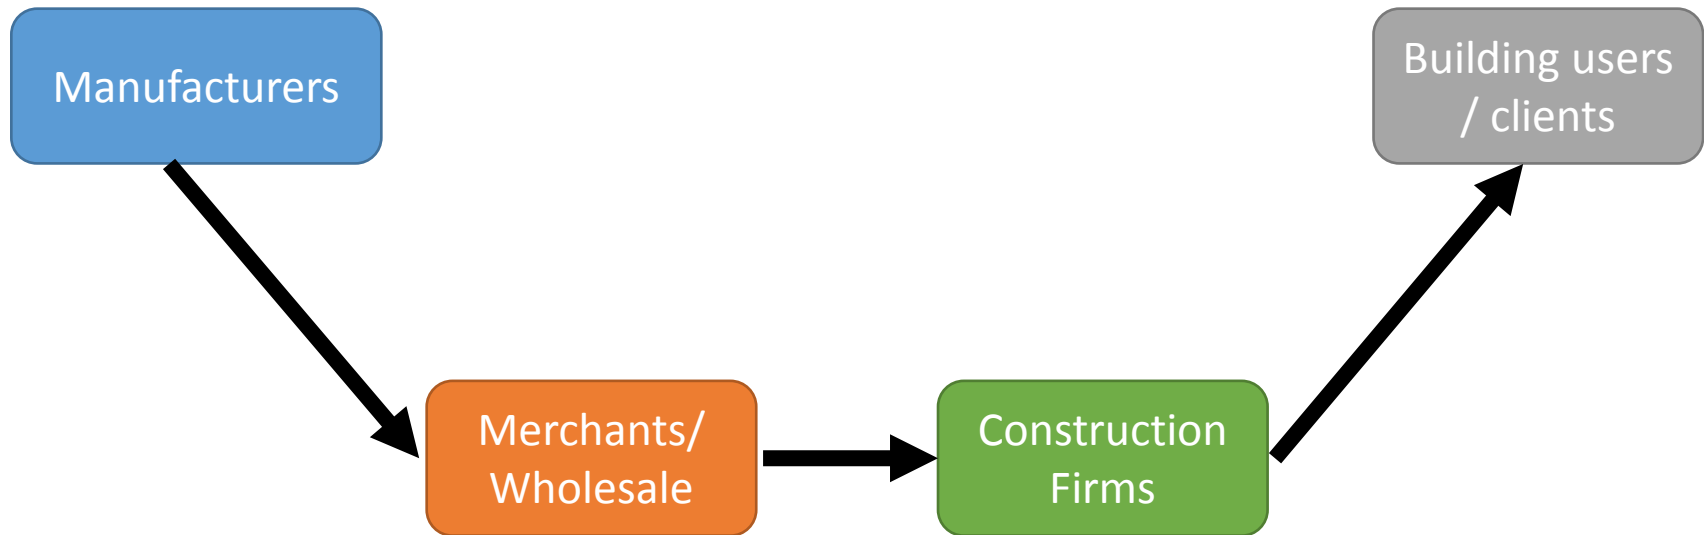 Manufacturers
Building users
/ clients
Merchants/
Wholesale
Construction
Firms